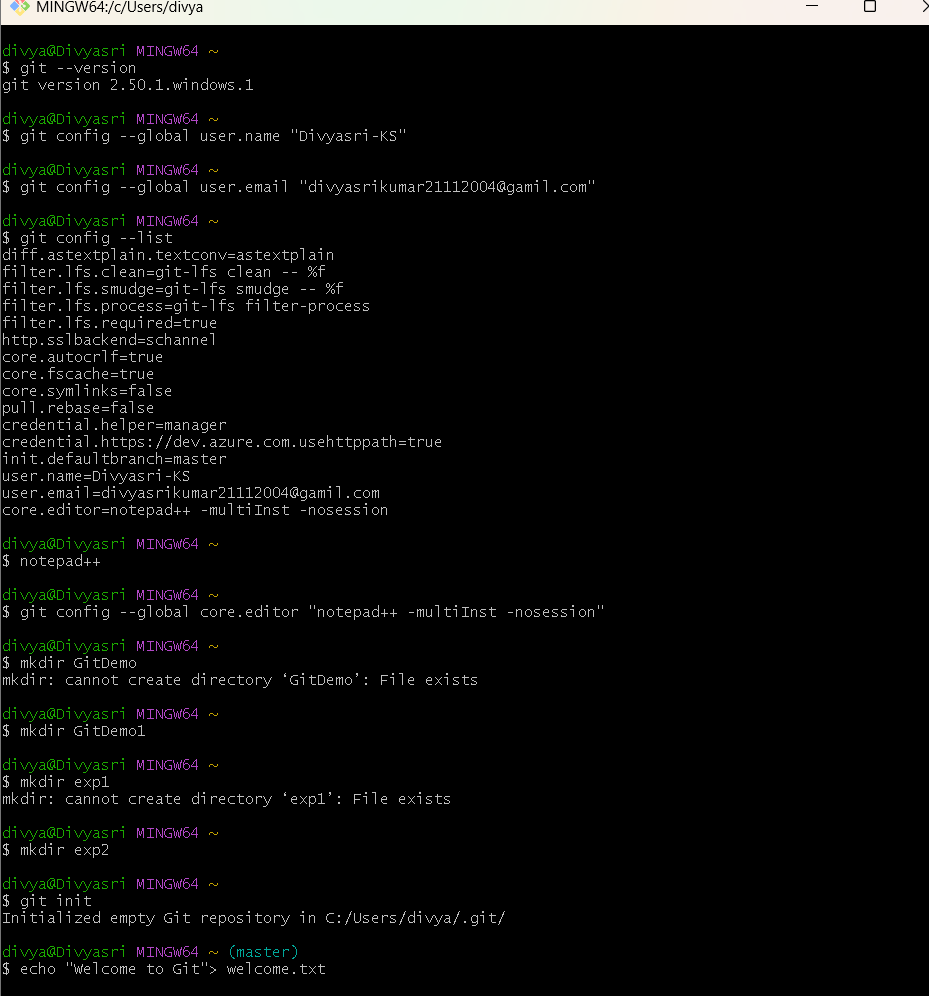 MINGW64:/c/Users/divya
divya@Divyasri MINGW64 ~
$ git --version
git version 2.50.1.windows.1
divya@Divyasri MINGW64 ~
$ git config --global user.name "Divyasri-KS"
divya@Divyasri MINGW64 ~
$ git config --global user.email "divyasrikumar21112004@gamil.com"
divya@Divyasri MINGW64 ~
$ git config --list
diff.astextplain.textconv=astextplain
filter.lfs.clean=git-lfs clean -- %f
filter.lfs.smudge=git-lfs smudge -- %f
filter.lfs.process=git-lfs filter-process
filter.lfs.required=true
http.sslbackend=schannel
core.autocrlf=true
core.fscache=true
core.symlinks=false
pull.rebase=false
credential.helper=manager
credential.https://dev.azure.com.usehttppath=true
init.defaultbranch=master
user.name=Divyasri-KS
user.email=divyasrikumar21112004@gamil.com
core.editor=notepad++ -multiInst -nosession
divya@Divyasri MINGW64 ~
$ notepad++
divya@Divyasri MINGW64 ~
$ git config --global core.editor "notepad++ -multiInst -nosession"
divya@Divyasri MINGW64 ~
$ mkdir GitDemo
mkdir: cannot create directory ‘GitDemo’: File exists
divya@Divyasri MINGW64 ~
$ mkdir GitDemo1
divya@Divyasri MINGW64 ~
$ mkdir exp1
mkdir: cannot create directory ‘exp1’: File exists
divya@Divyasri MINGW64 ~
$ mkdir exp2
divya@Divyasri MINGW64 ~
$ git init
Initialized empty Git repository in C:/Users/divya/.git/
divya@Divyasri MINGW64 ~ (master)
$ echo "Welcome to Git"> welcome.txt